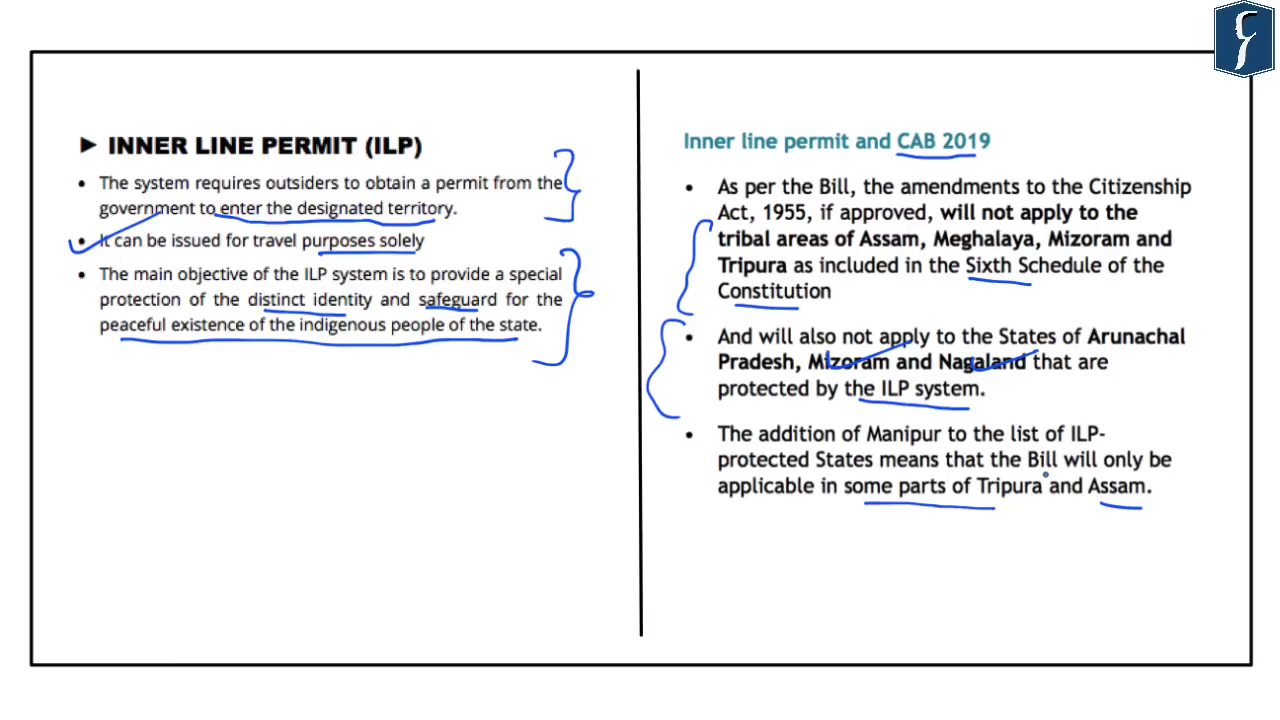 ► INNER LINE PERMIT (ILP)
• The system requires outsiders to obtain a permit from the
government to enter the designated territory.
• It can be issued for travel purposes solely
• The main objective of the ILP system is to provide a special
protection of the distinct identity and safeguard for the
peaceful existence of the indigenous people of the state.
Inner line permit and CAB 2019
• As per the Bill, the amendments to the Citizenship
Act, 1955, if approved, will not apply to the
tribal areas of Assam, Meghalaya, Mizoram and
Tripura as included in the Sixth Schedule of the
Constitution
• And will also not apply to the States of Arunachal
Pradesh, Mizoram and Nagaland that are
protected by the ILP system.
• The addition of Manipur to the list of ILP-
protected States means that the Bill will only be
applicable in some parts of Tripura and Assam.